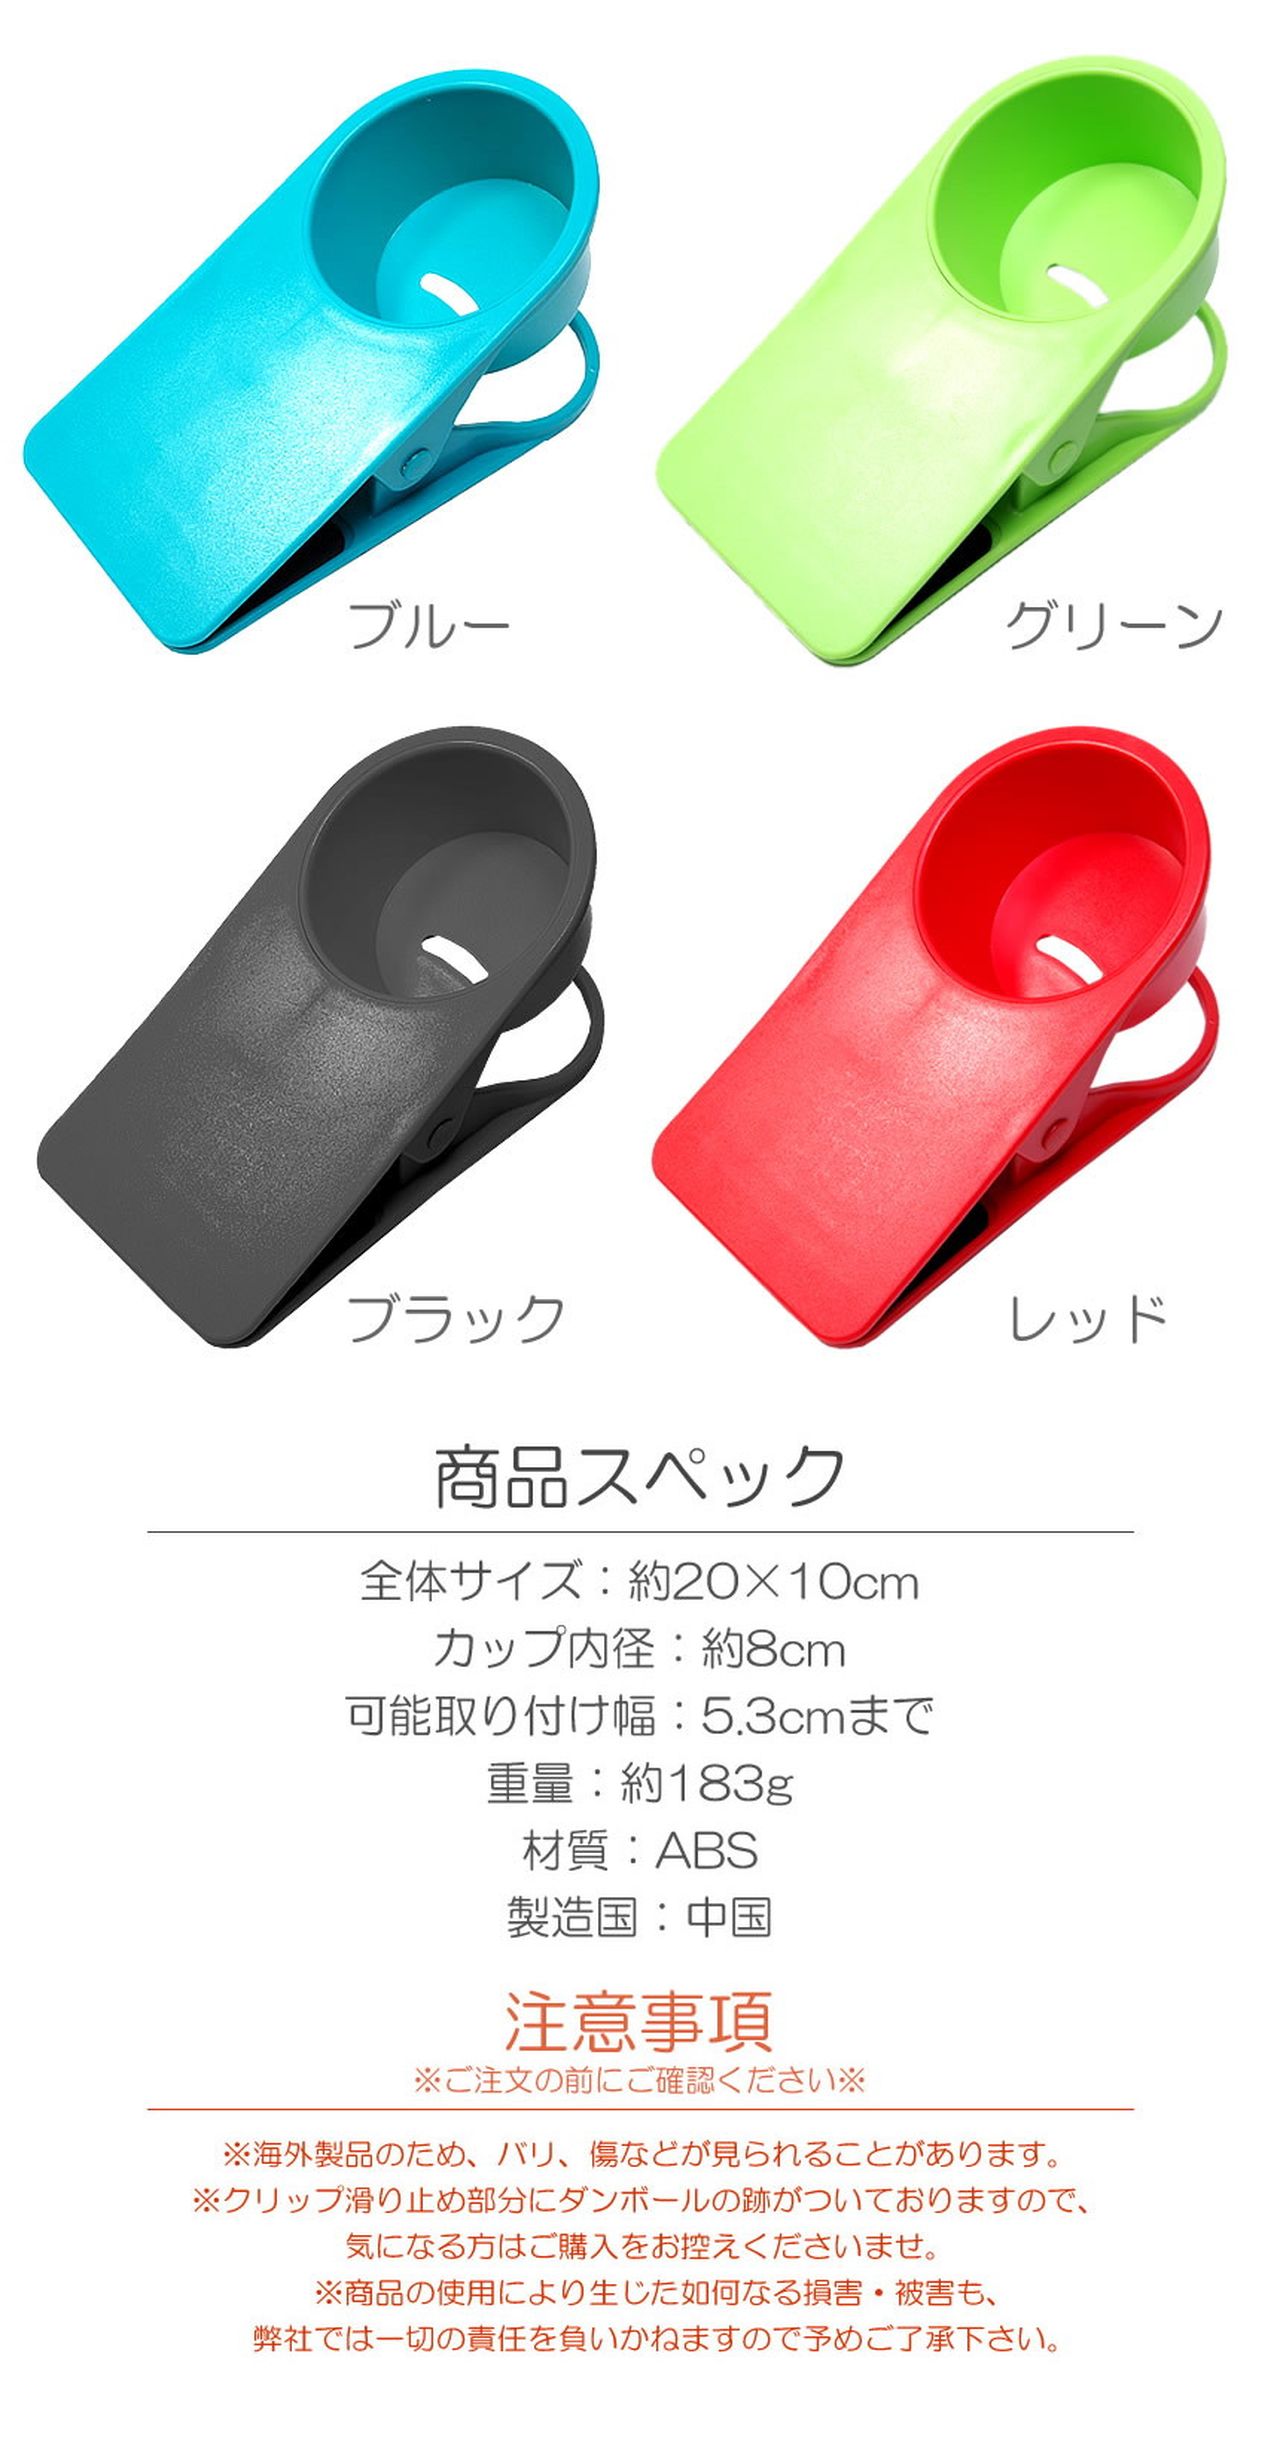 ブルー
グリーン
ブラック
レッド
商品スペック
全体サイズ：約20×10cm
カップ内径：約8cm
可能取り付け幅：5.3cmまで
重量：約183g
材質：ABS
製造国：中国
注意事項
※ご注文の前にご確認ください※
※海外製品のため、バリ、傷などが見られることがあります。
※クリップ滑り止め部分にダンボールの跡がついておりますので、
気になる方はご購入をお控えくださいませ。
※商品の使用により生じた如何なる損害・被害も、
弊社では一切の責任を負いかねますので予めご了承下さい。